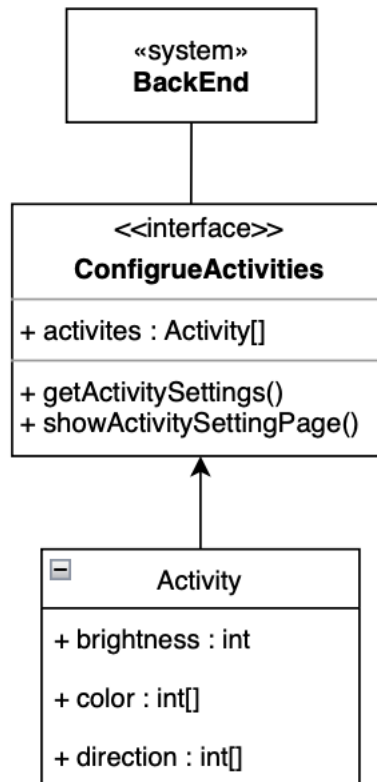 «system»
BackEnd
<<interface>>
ConfigrueActivities
+ activites : Activity[]
+ getActivitySettings()
+ showActivitySettingPage()
Activity
+ brightness : int
+ color : int[]
+ direction : int[]